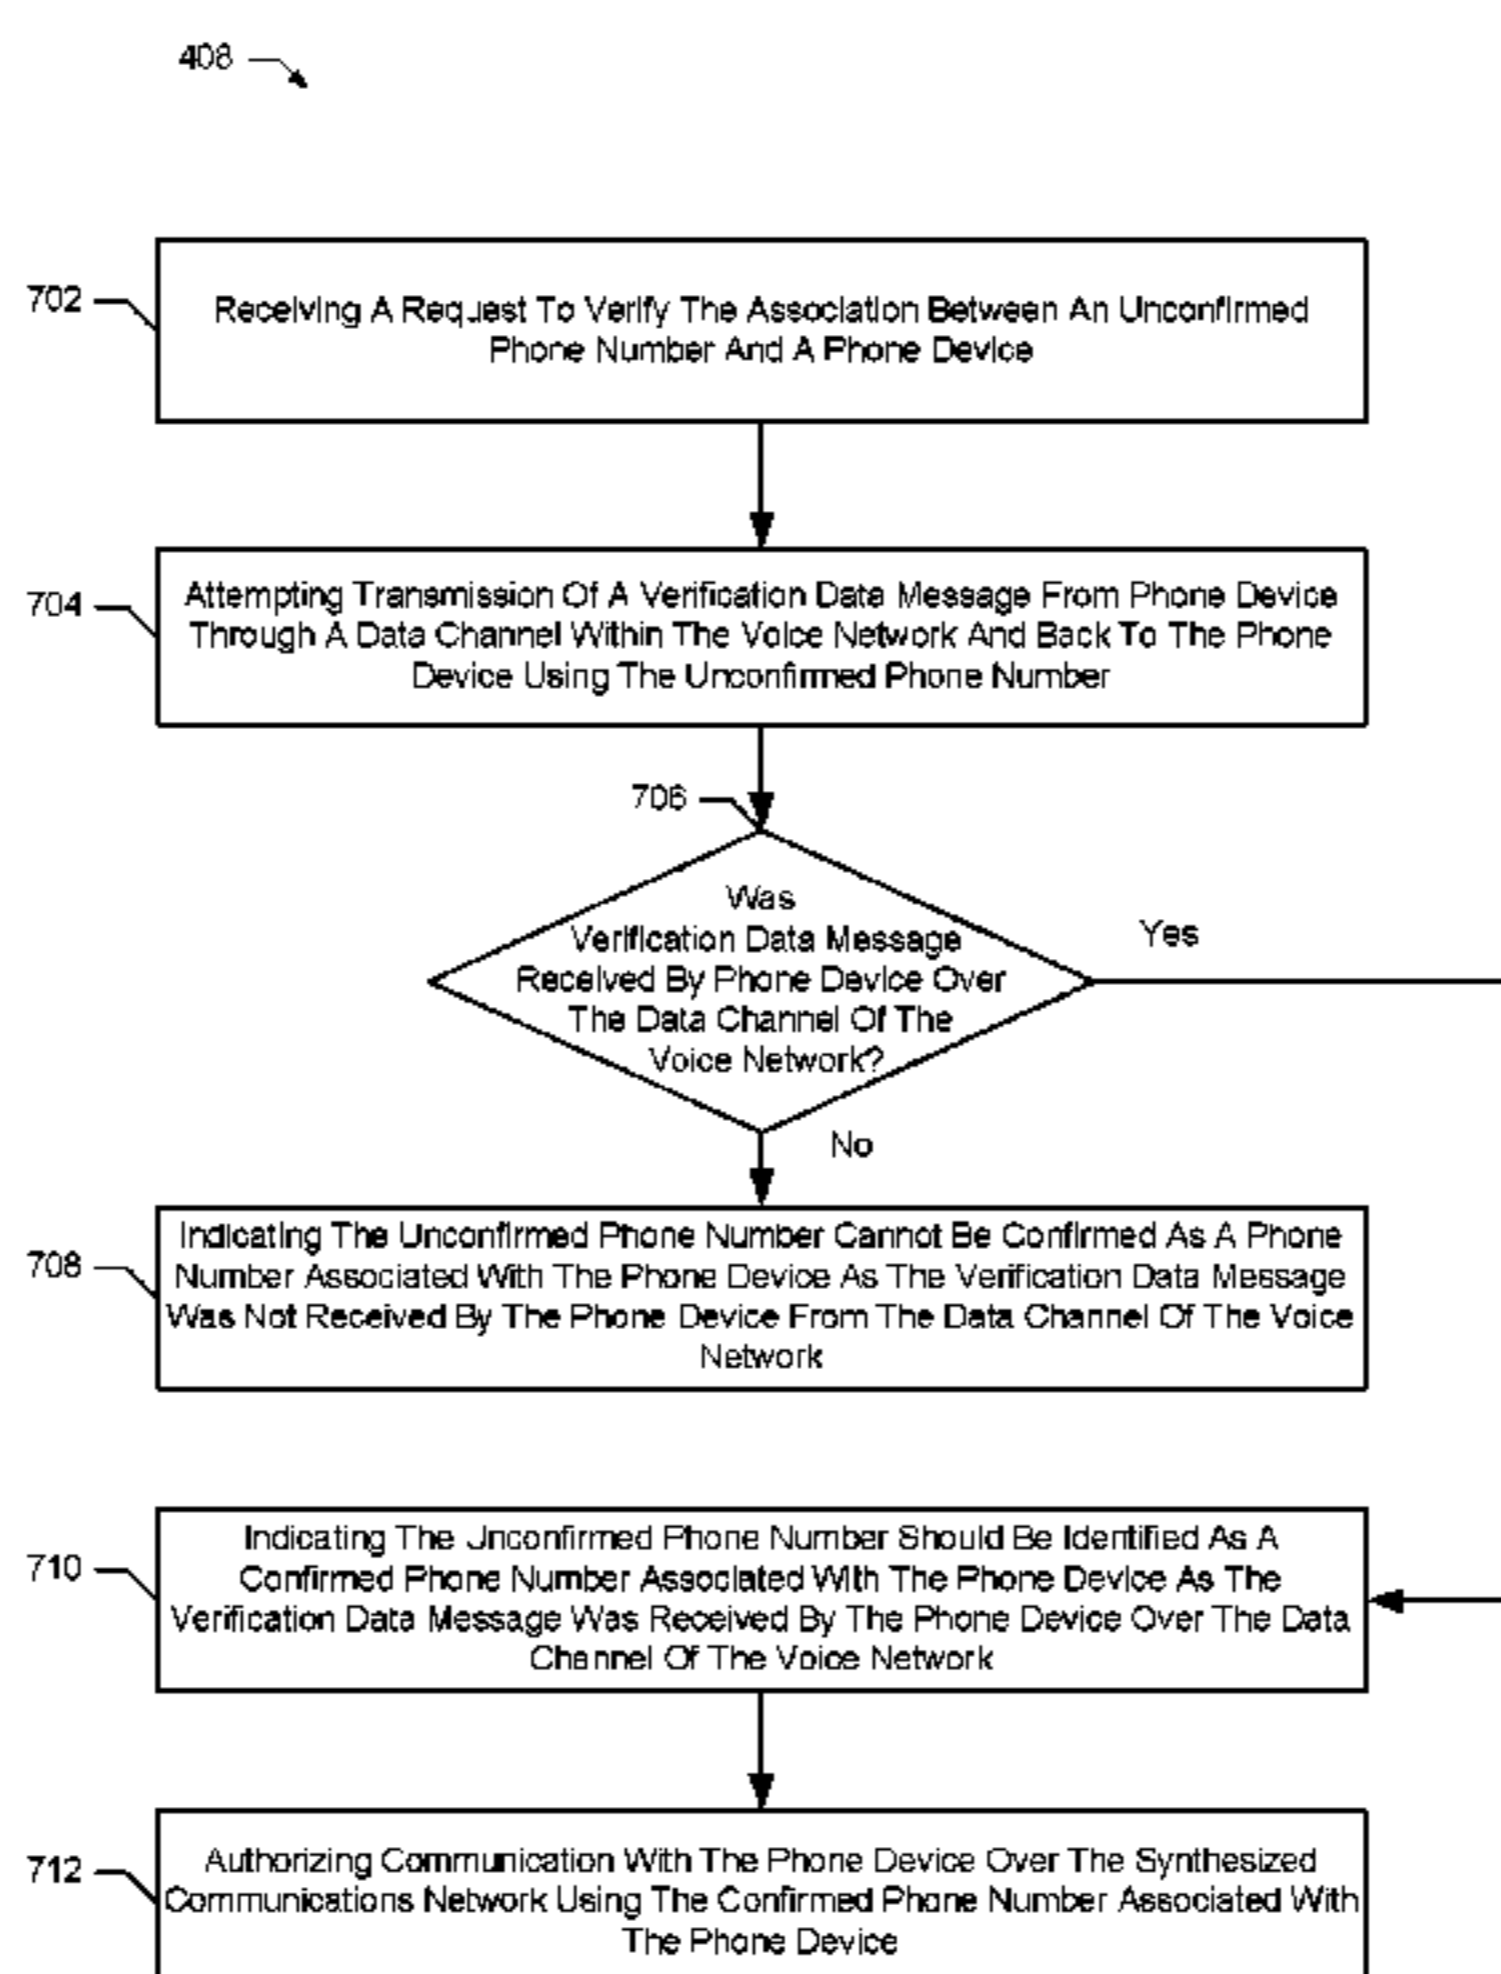 408
702
Receiving A Request To Verify The Association Between An Unconfirmed
Phone Number And A Phone Device
704
Attempting Transmission Of A Verification Data Message From Phone Device
Through A Data Channel Within The Voice Network And Back To The Phone
Device Using The Unconfirmed Phone Number
706
Was
Verification Data Message
Received By Phone Device Over
The Data Channel Of The
Voice Network?
Yes
No
708
Indicating The Unconfirmed Phone Number Cannot Be Confirmed As A Phone
Number Associated With The Phone Device As The Verification Data Message
Was Not Received By The Phone Device From The Data Channel Of The Voice
Network
710
Indicating The Unconfirmed Phone Number Should Be Identified As A
Confirmed Phone Number Associated With The Phone Device As The
Verification Data Message Was Received By The Phone Device Over The Data
Channel Of The Voice Network
712
Authorizing Communication With The Phone Device Over The Synthesized
Communications Network Using The Confirmed Phone Number Associated With
The Phone Device